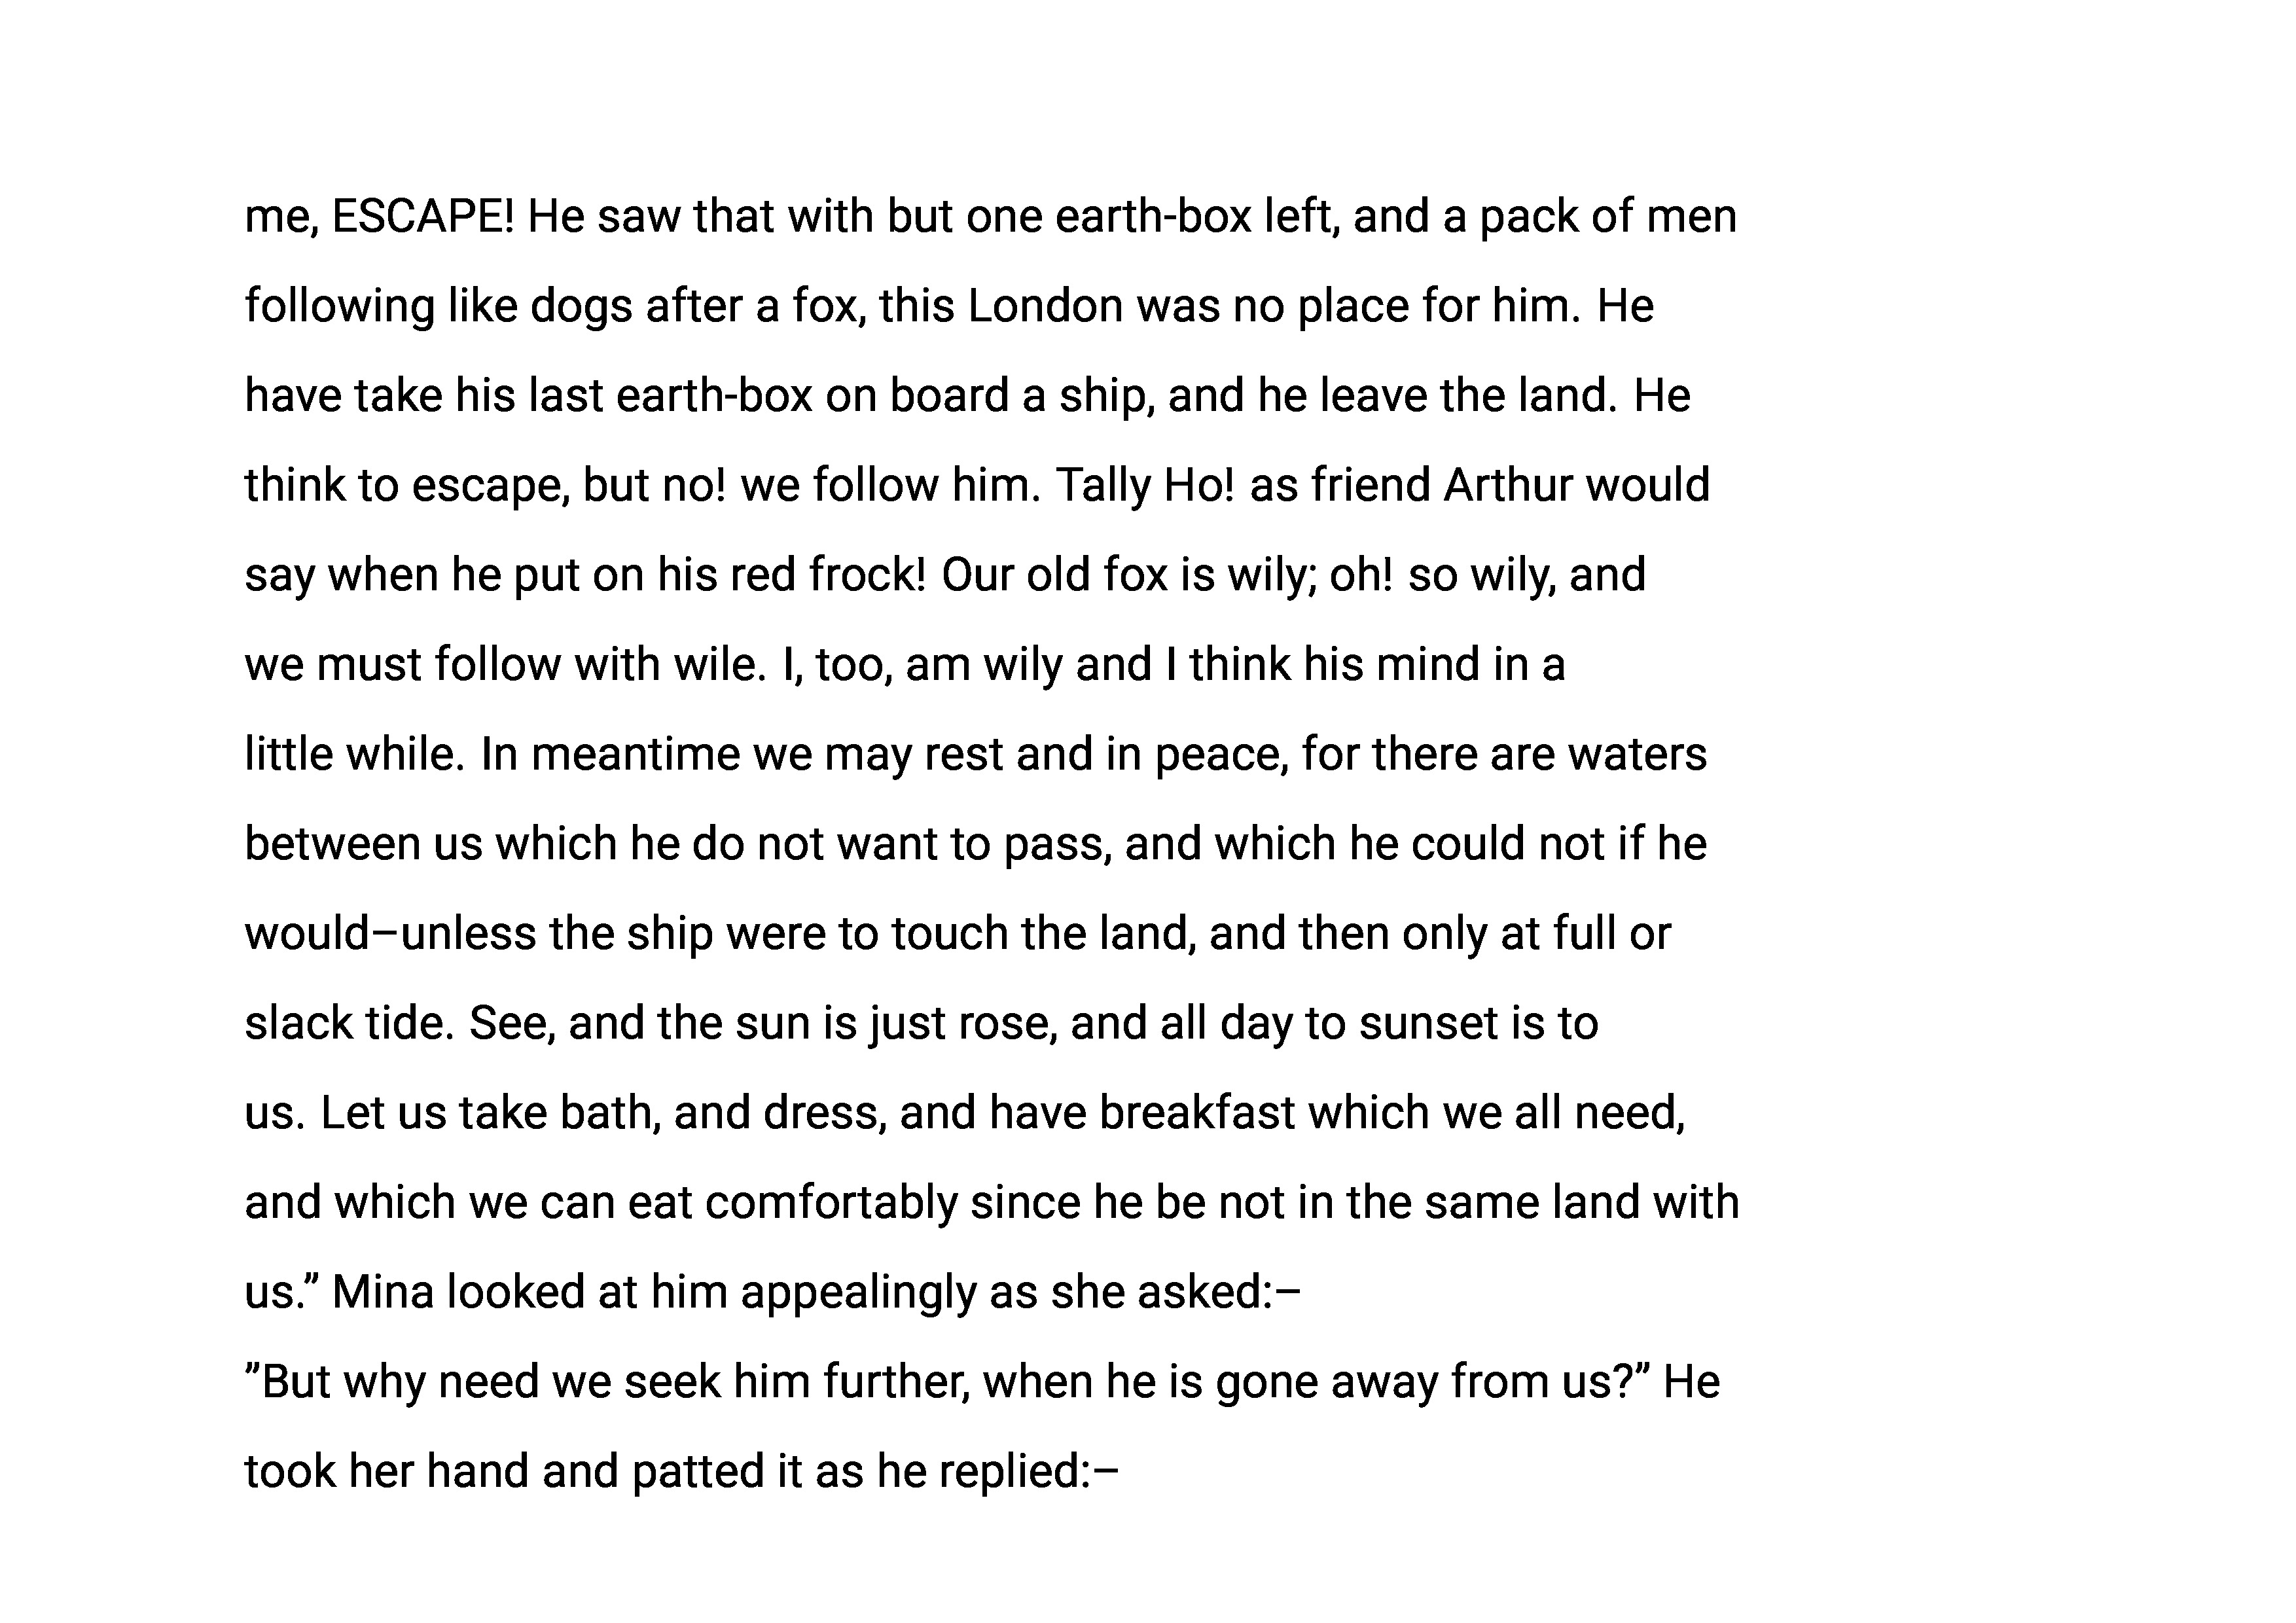 me, ESCAPE! He saw that with but one earth-box left, and a pack of men
following like dogs after a fox, this London was no place for him. He
have take his last earth-box on board a ship, and he leave the land. He
think to escape, but no! we follow him. Tally Ho! as friend Arthur would
say when he put on his red frock! Our old fox is wily; oh! so wily, and
we must follow with wile. I, too, am wily and I think his mind in a
little while. In meantime we may rest and in peace, for there are waters
between us which he do not want to pass, and which he could not if he
would–unless the ship were to touch the land, and then only at full or
slack tide. See, and the sun is just rose, and all day to sunset is to
us. Let us take bath, and dress, and have breakfast which we all need,
and which we can eat comfortably since he be not in the same land with
us.” Mina looked at him appealingly as she asked:–
”But why need we seek him further, when he is gone away from us?” He
took her hand and patted it as he replied:–